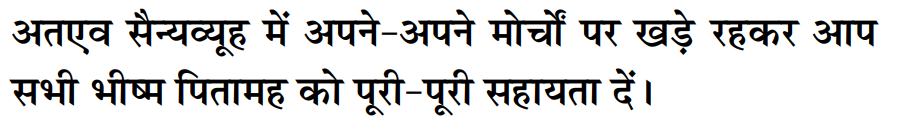 अतएव सैन्यव्यूह में अपने-अपने मोर्चों पर खड़े रहकर आप
सभी भीष्म पितामह को पूरी-पूरी सहायता दें।